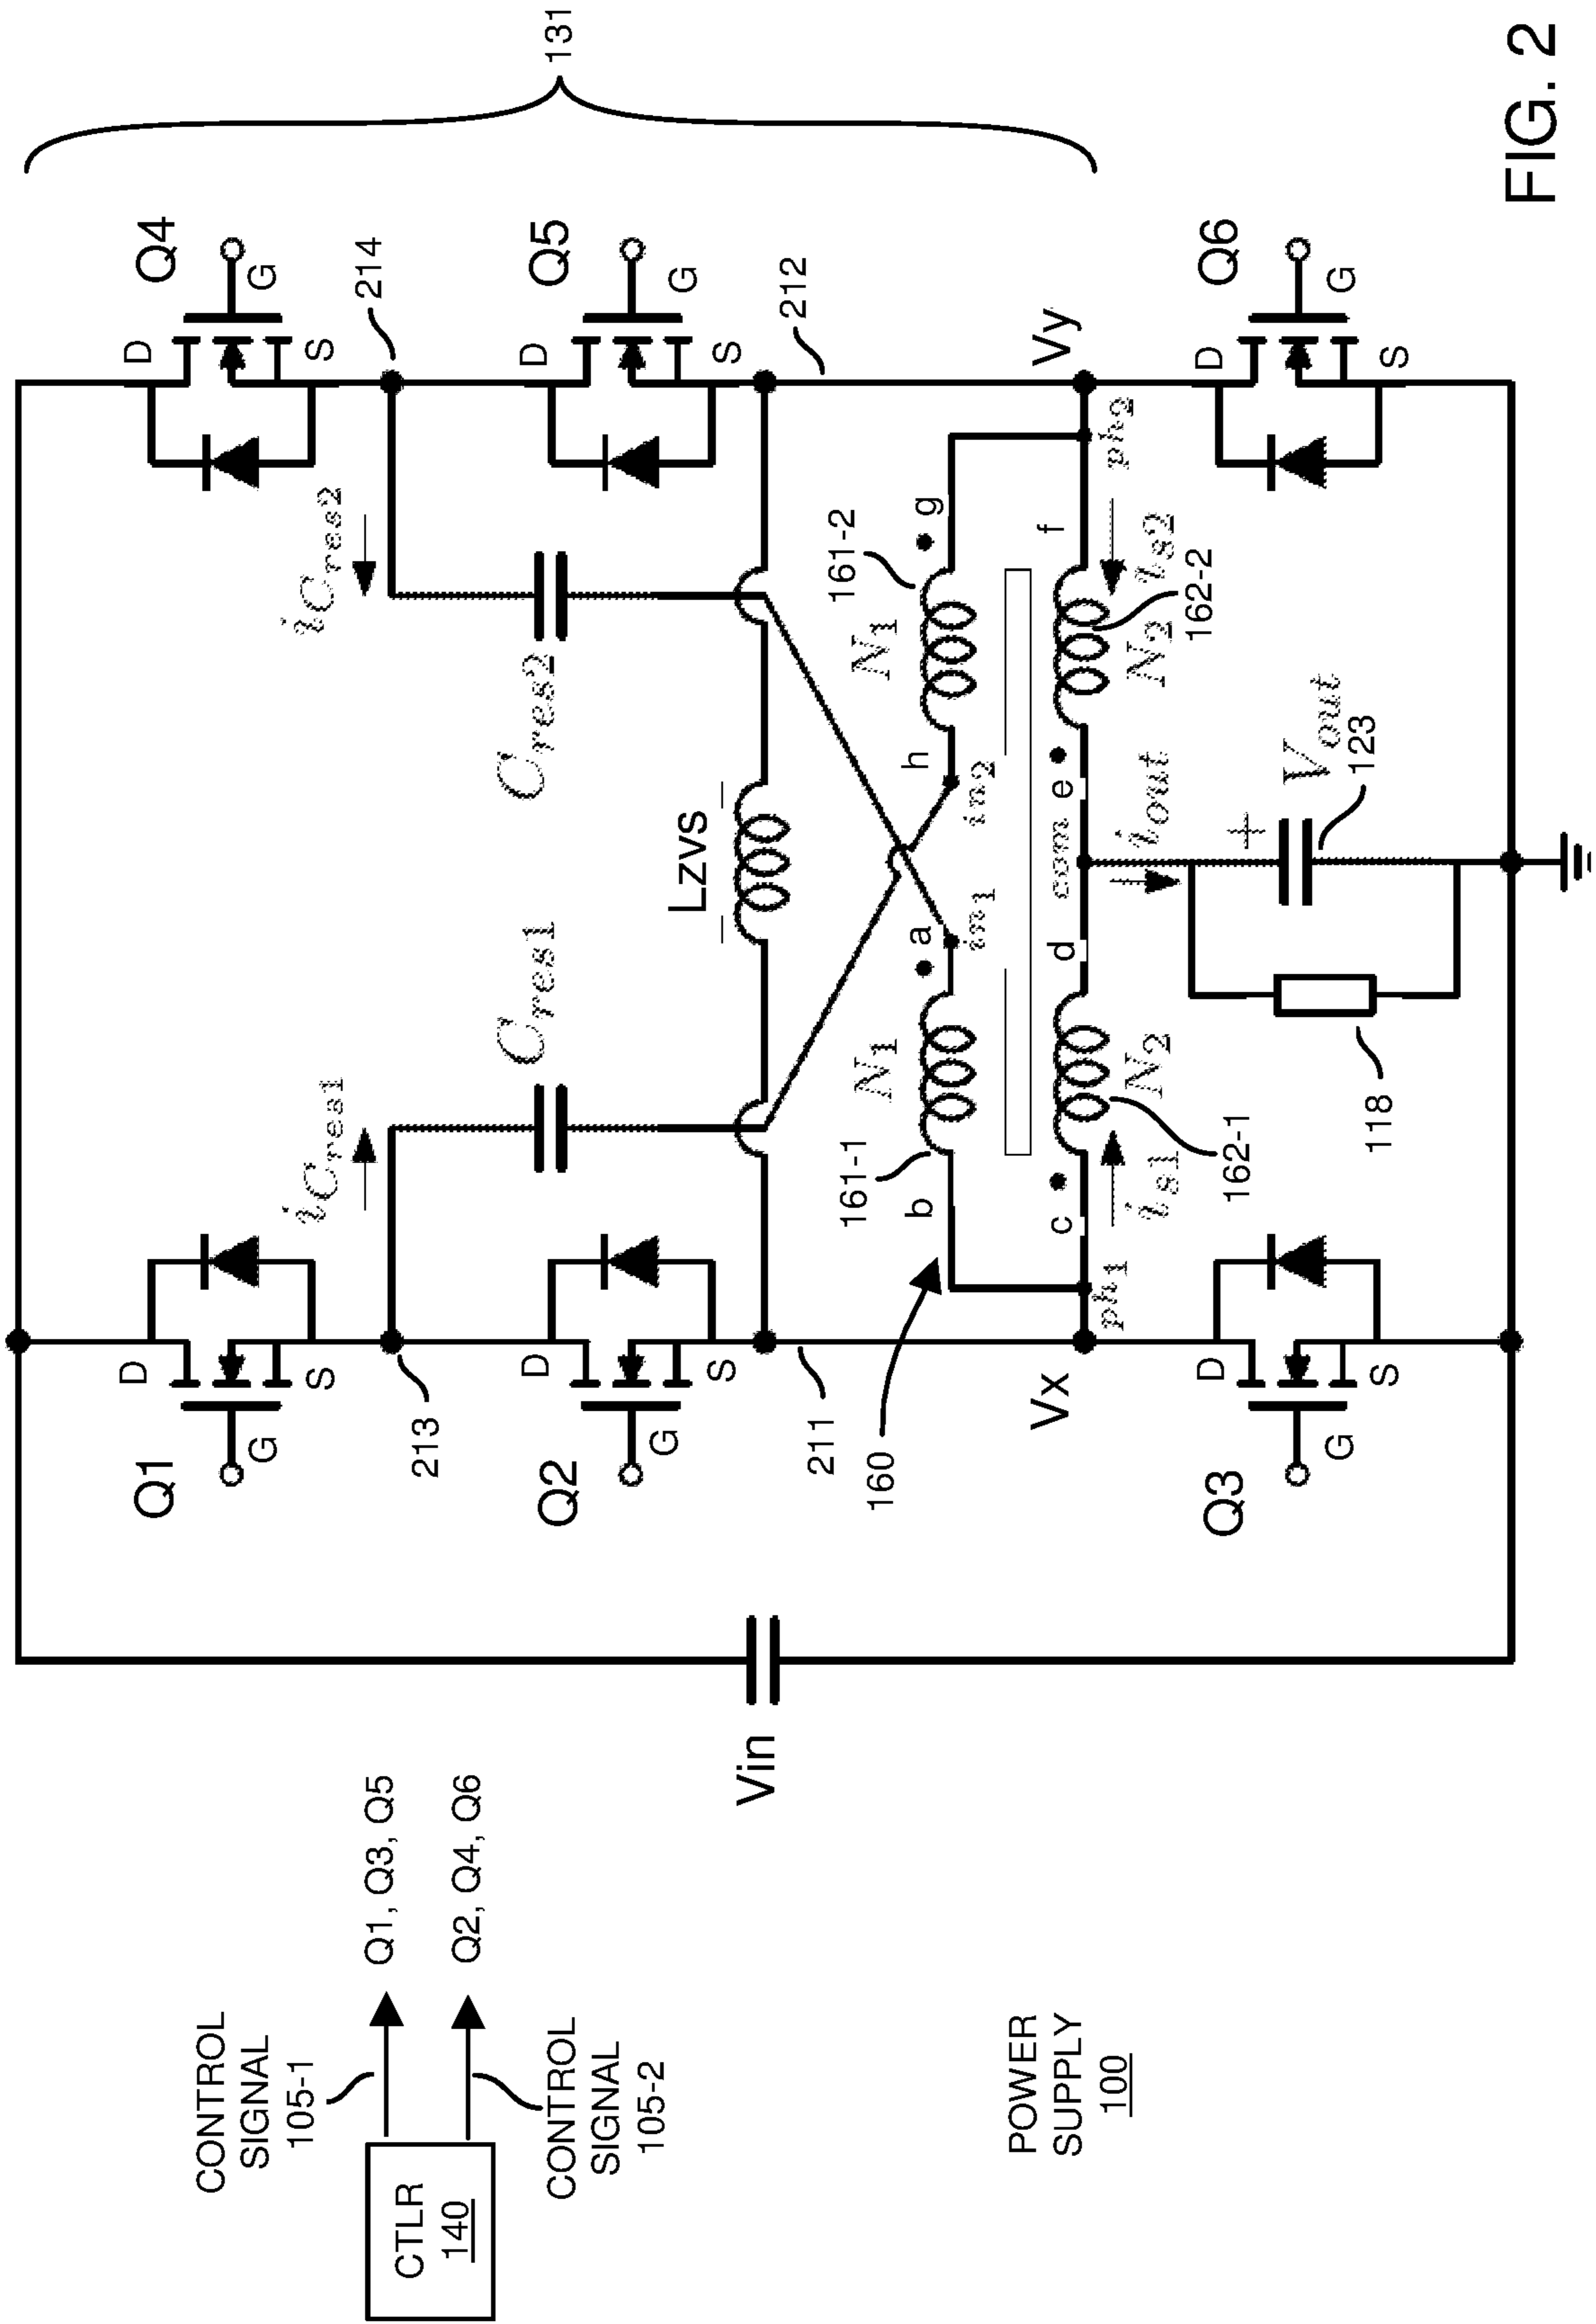 CONTROL
SIGNAL
105-1
CTLR
140
Q1, Q3, Q5
Q2, Q4, Q6
CONTROL
SIGNAL
105-2
POWER
SUPPLY
100
Vin
Q1
D
G
S
213
Q2
D
G
S
211
160
Vx
Q3
D
G
S
iCres1
Cres1
Lzvs
iCres2
Cres2
Q4
D
G
S
214
Q5
D
G
S
212
Vy
Q6
D
G
S
161-1
b
N1
a
in1
h
in2
N1
161-2
g
ph1
c
is1
162-1
N2
d
com
e
N2
162-2
f
is2
ph2
iout
+
Vout
123
118
131
FIG. 2